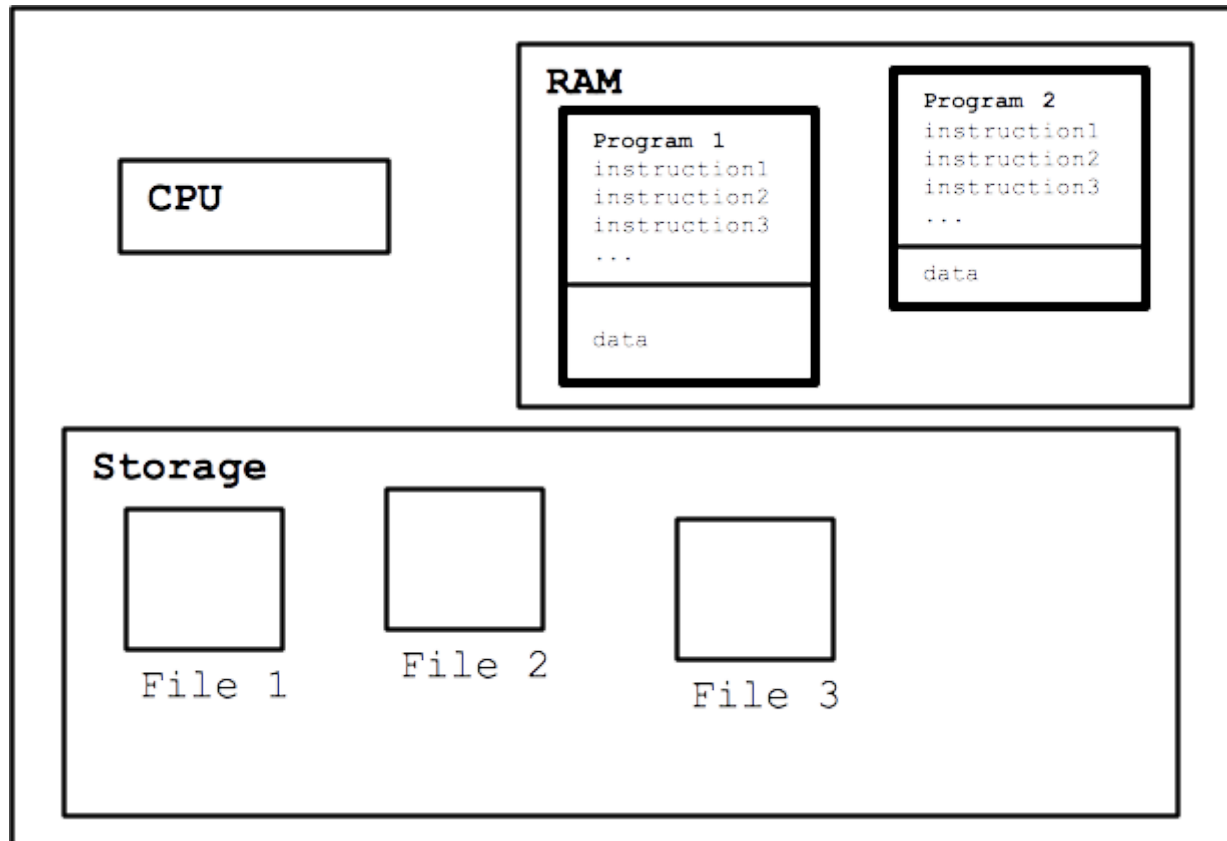 RAM
Program 1
instruction1
instruction2
instruction3
...
data
Program 2
instruction1
instruction2
instruction3
...
data
CPU
Storage
File 1
File 2
File 3